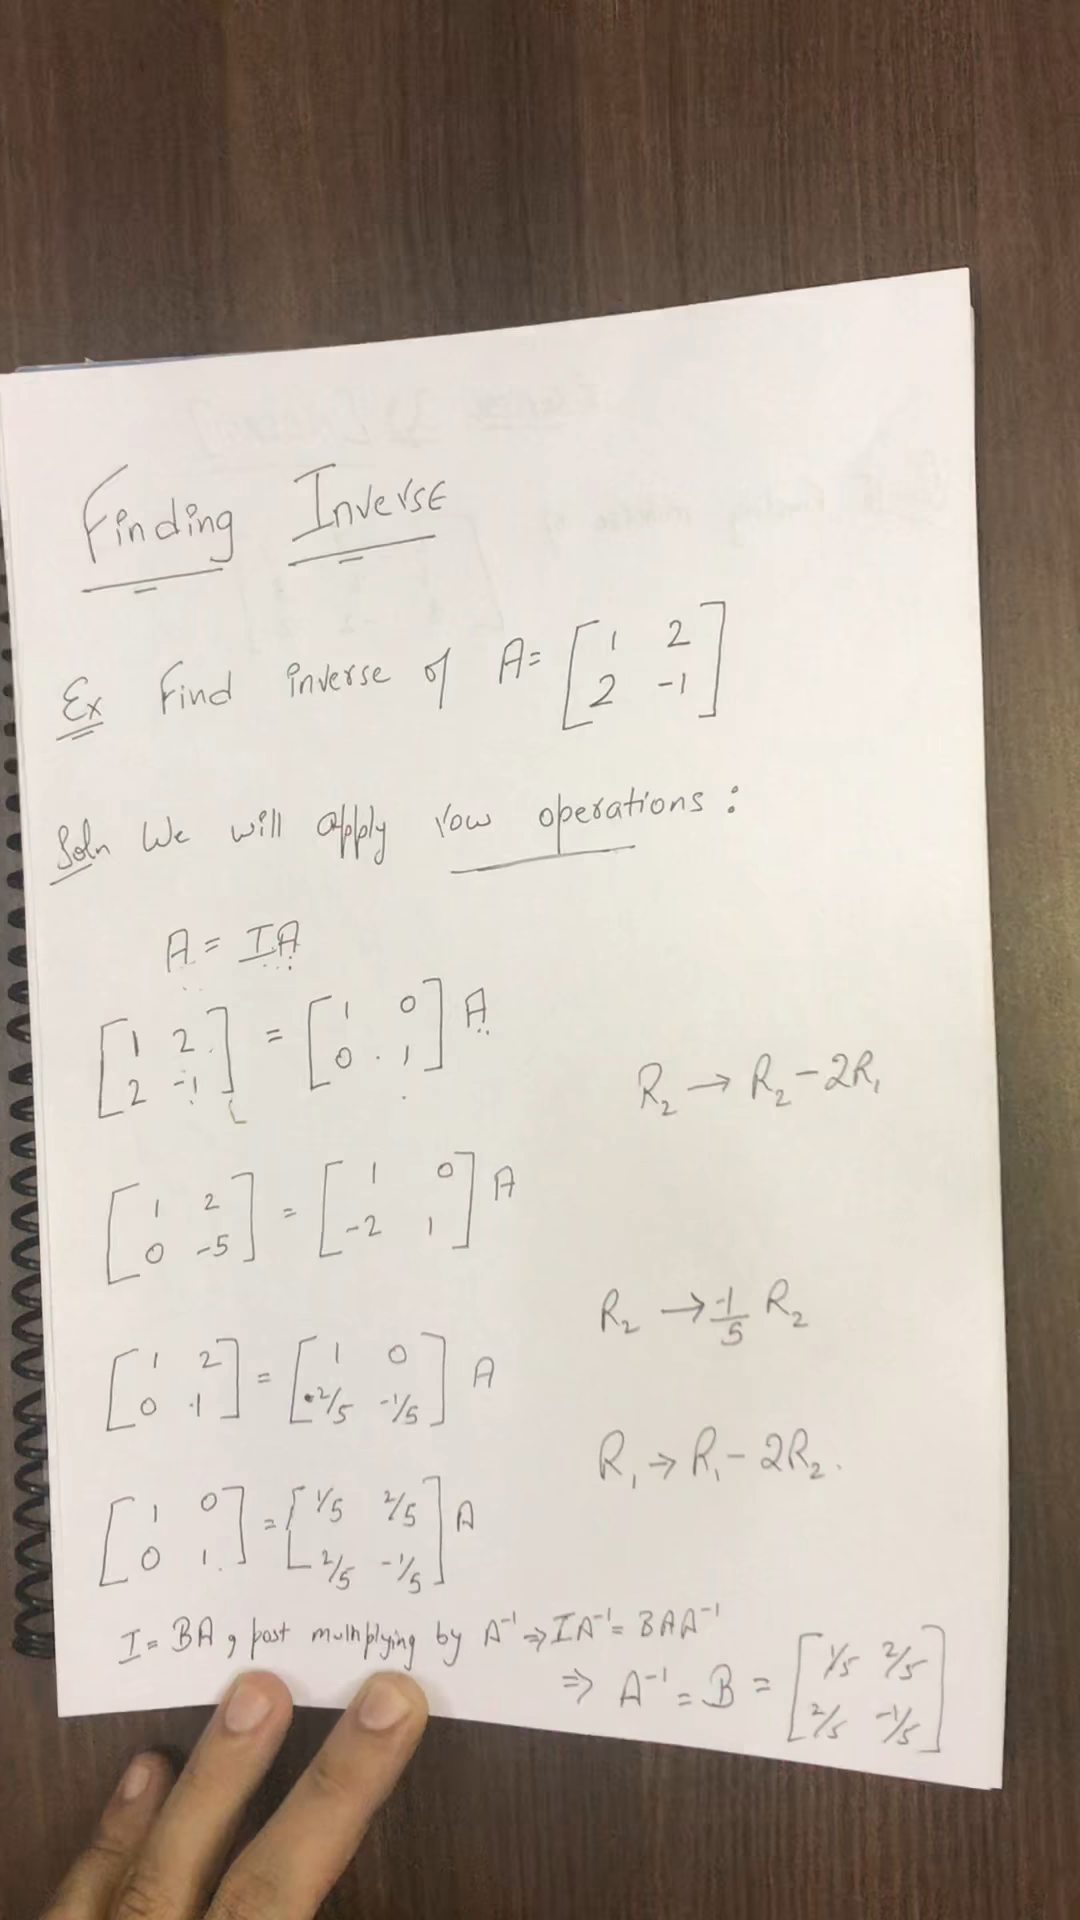 Finding Inverse
Ex Find inverse of A = [1 2
2 -1]
Soln We will apply row operations :
A = IA
[1 2
2 -1] = [1 0
0 1] A
R2 → R2 - 2R1
[1 2
0 -5] = [1 0
-2 1] A
R2 → -1/5 R2
[1 2
0 1] = [1 0
2/5 -1/5] A
R1 → R1 - 2R2.
[1 0
0 1] = [1/5 2/5
2/5 -1/5] A
I = BA, post multiplying by A⁻¹ ⇒ IA⁻¹ = BAA⁻¹
⇒ A⁻¹ = B = [1/5 2/5
2/5 -1/5]